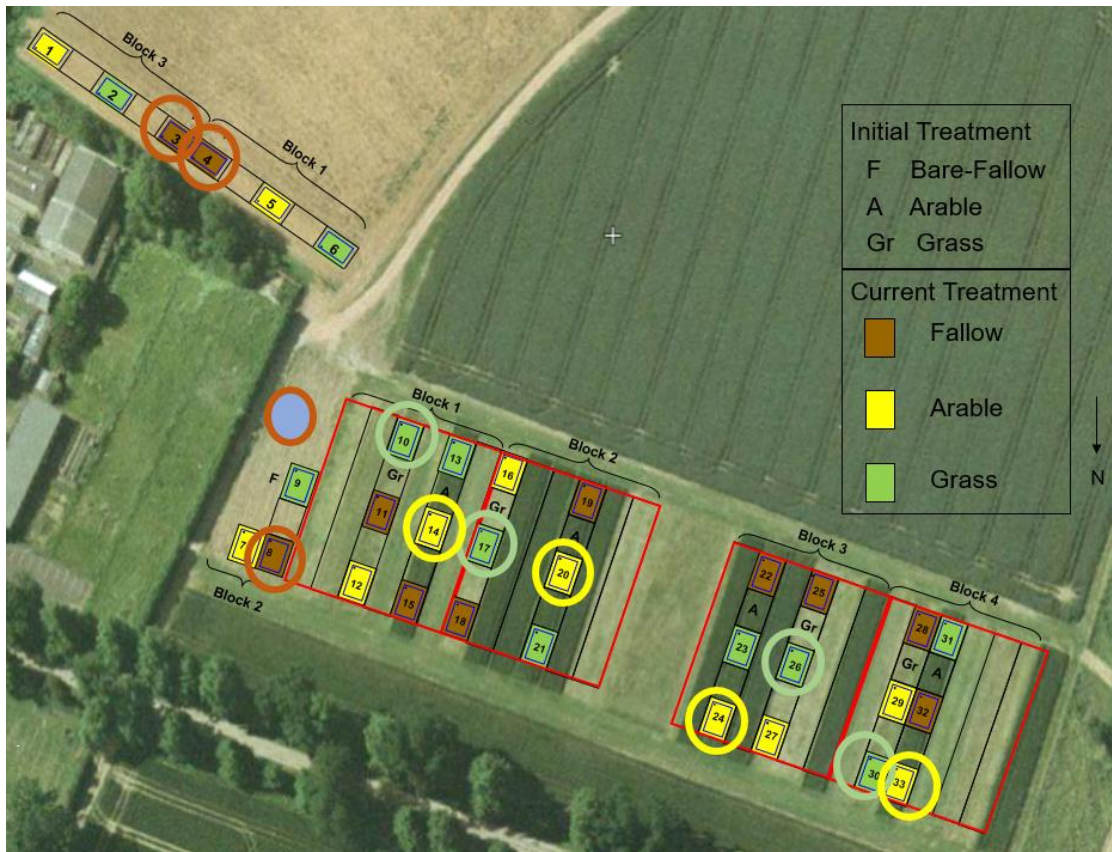 Block 3
1
2
3
4
Block 1
5
6
Initial Treatment
F Bare-Fallow
A Arable
Gr Grass
Current Treatment
Fallow
Arable
Grass
N
Block 1
Block 2
F
9
7
8
Block 2
10
Gr
11
12
13
A
14
15
16
Gr
17
18
19
A
20
21
Block 3
Block 4
22
A
23
24
25
Gr
26
27
28
Gr
29
30
31
A
32
33